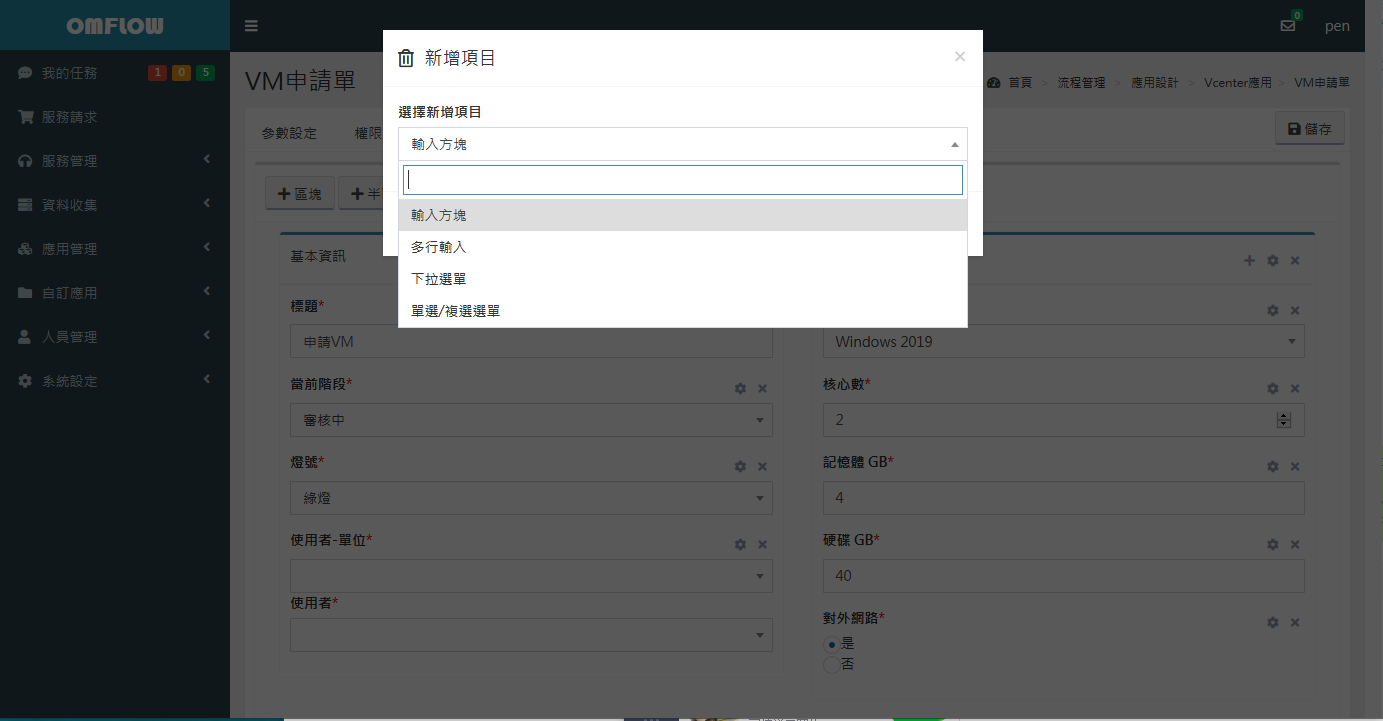 OMFLOW
0
pen
我的任務
1
0
5
服務請求
服務管理
資料收集
應用管理
自訂應用
人員管理
系統設定
VM申請單
首頁 > 流程管理 > 應用設計 > Vcenter應用 > VM申請單
參數設定
權限
儲存
區塊
半
新增項目
×
選擇新增項目
輸入方塊
輸入方塊
多行輸入
下拉選單
單選/複選選單
基本資訊
標題*
申請VM
當前階段*
審核中
燈號*
綠燈
使用者-單位*
使用者*
Windows 2019
核心數*
2
記憶體 GB*
4
硬碟 GB*
40
對外網路*
是
否